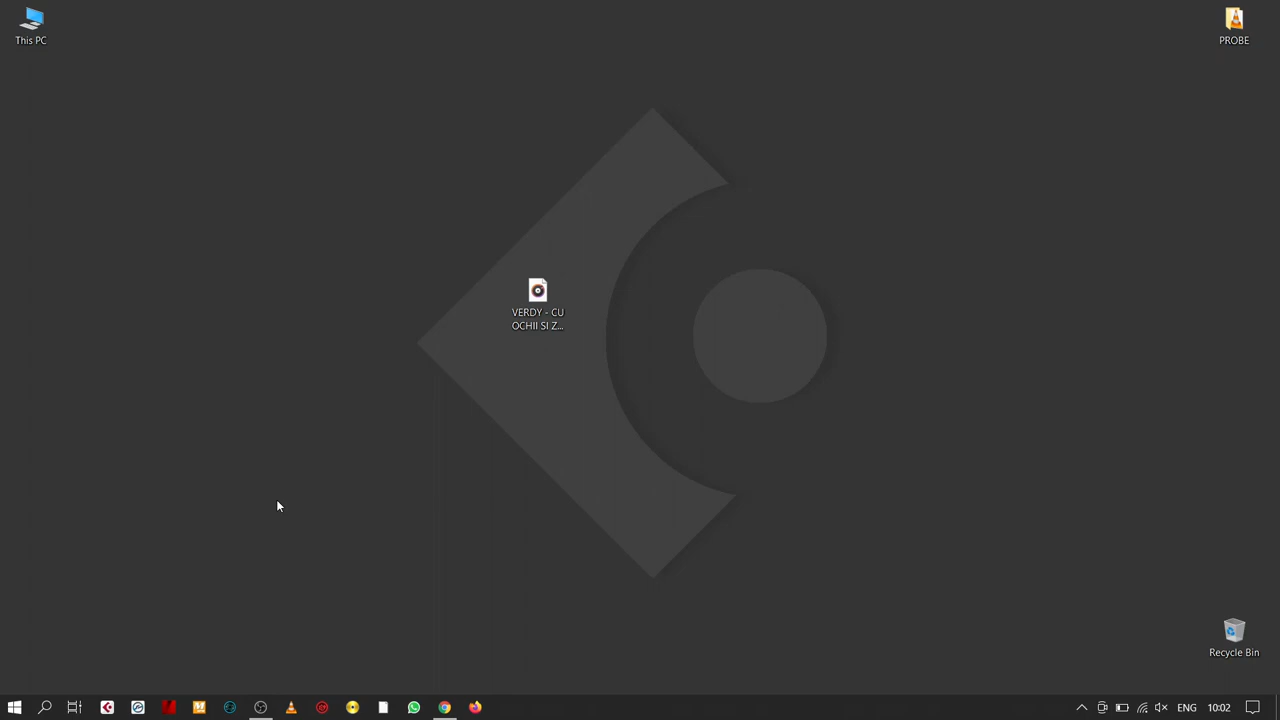 This PC
PROBE
VERDY - CU
OCHII SI Z...
Recycle Bin
ENG
10:02